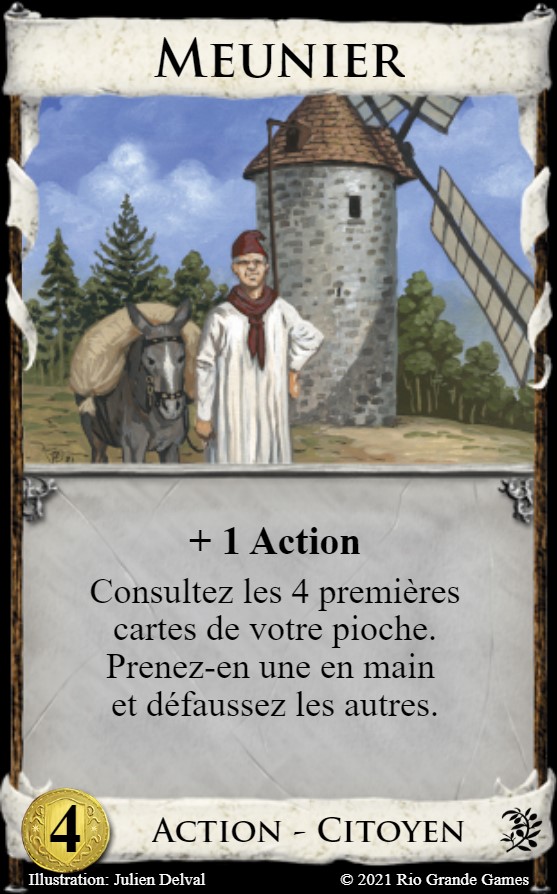 MEUNIER
+ 1 Action
Consultez les 4 premières
cartes de votre pioche.
Prenez-en une en main
et défaussez les autres.
4
ACTION - CITOYEN
Illustration: Julien Delval
© 2021 Rio Grande Games